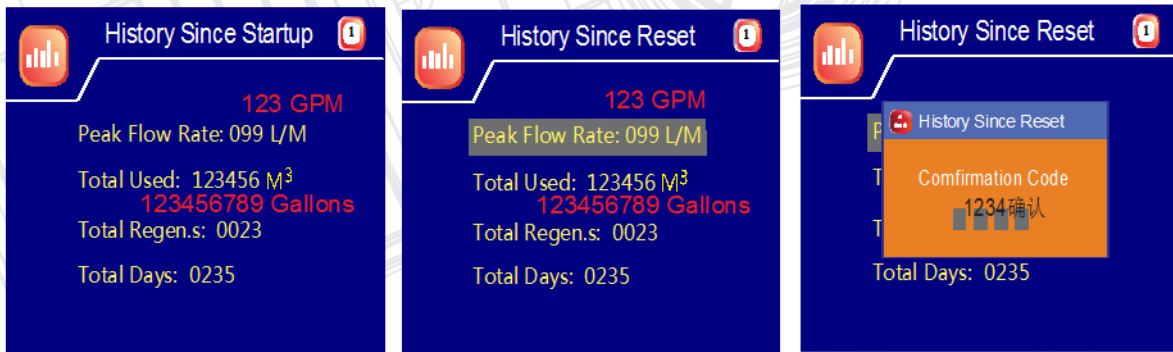 History Since Startup 1
123 GPM
Peak Flow Rate: 099 L/M
Total Used: 123456 M³
123456789 Gallons
Total Regen.s: 0023
Total Days: 0235
History Since Reset 1
123 GPM
Peak Flow Rate: 099 L/M
Total Used: 123456 M³
123456789 Gallons
Total Regen.s: 0023
Total Days: 0235
History Since Reset 1
P
History Since Reset
T
Comfirmation Code
1234确认
T
Total Days: 0235